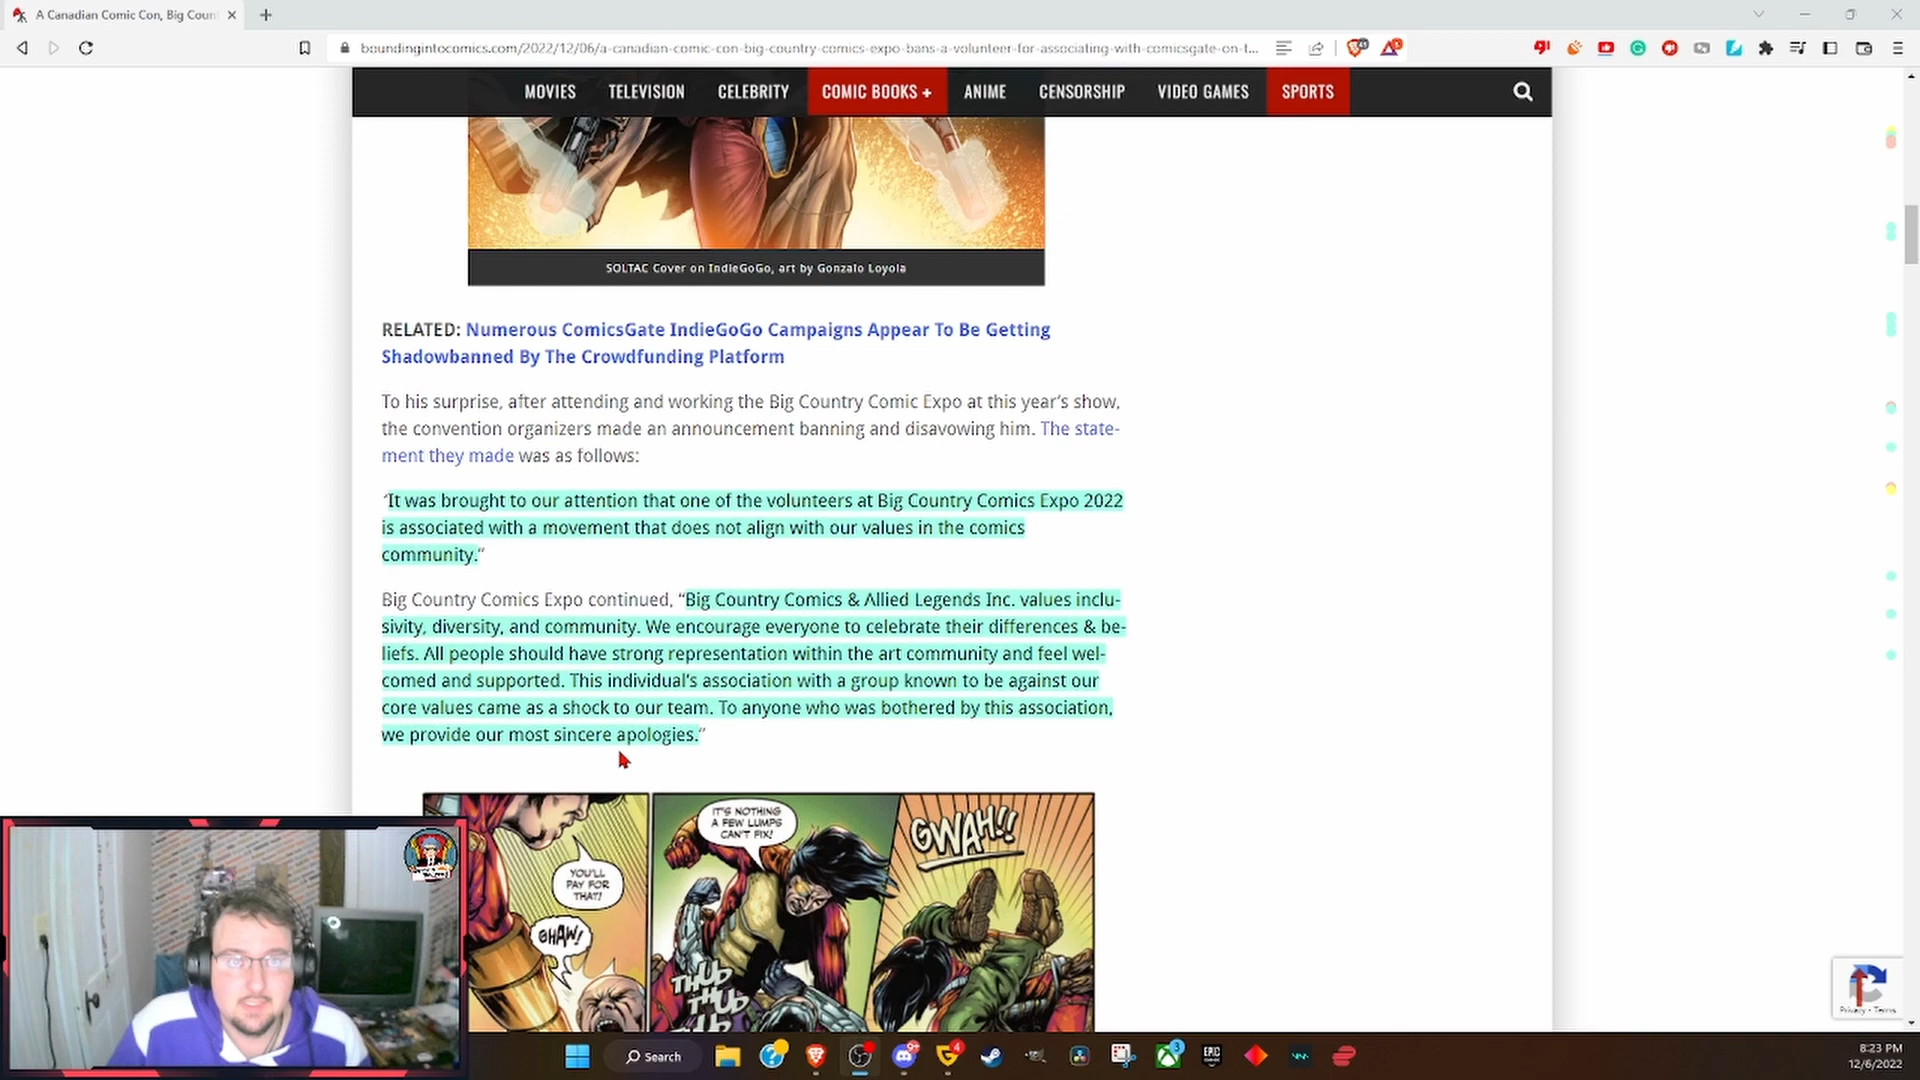 A Canadian Comic Con, Big Coun
boundingintocomics.com/2022/12/06/a-canadian-comic-con-big-country-comics-expo-bans-a-volunteer-for-associating-with-comicsgate-on-t...
MOVIES TELEVISION CELEBRITY COMIC BOOKS + ANIME CENSORSHIP VIDEO GAMES SPORTS
SOLTAC Cover on IndieGoGo, art by Gonzalo Loyola
RELATED: Numerous ComicsGate IndieGoGo Campaigns Appear To Be Getting
Shadowbanned By The Crowdfunding Platform
To his surprise, after attending and working the Big Country Comic Expo at this year's show,
the convention organizers made an announcement banning and disavowing him. The state-
ment they made was as follows:
"It was brought to our attention that one of the volunteers at Big Country Comics Expo 2022
is associated with a movement that does not align with our values in the comics
community."
Big Country Comics Expo continued, "Big Country Comics & Allied Legends Inc. values inclu-
sivity, diversity, and community. We encourage everyone to celebrate their differences & be-
liefs. All people should have strong representation within the art community and feel wel-
comed and supported. This individual's association with a group known to be against our
core values came as a shock to our team. To anyone who was bothered by this association,
we provide our most sincere apologies."
YOU'LL
PAY FOR
THAT!
GHAW!
IT'S NOTHING
A FEW LUMPS
CAN'T FIX!
THUD
THUD
THUD
GWAH!!
Privacy - Terms
Search
EPIC
8:23 PM
12/6/2022